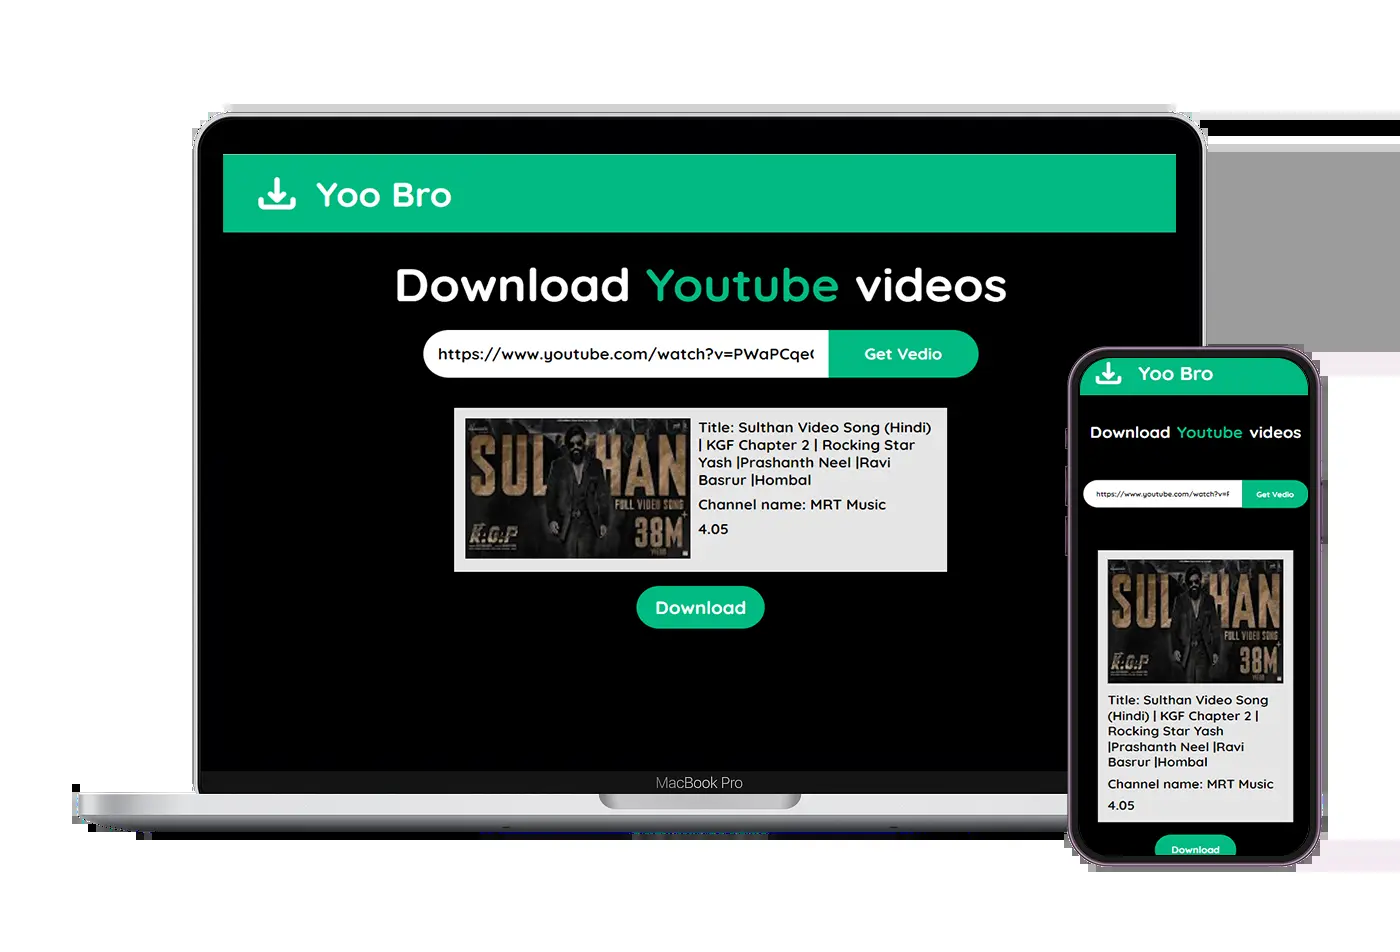 Yoo Bro
Download Youtube videos
https://www.youtube.com/watch?v=PWaPCqe
Get Vedio
SULTHAN
FULL VIDEO SONG
38M+
K.G.F
Title: Sulthan Video Song (Hindi)
| KGF Chapter 2 | Rocking Star
Yash |Prashanth Neel |Ravi
Basrur |Hombal
Channel name: MRT Music
4.05
Download
MacBook Pro
Yoo Bro
Download Youtube videos
https://www.youtube.com/watch?v=
Get Vedio
SULTHAN
FULL VIDEO SONG
38M+
K.G.F
Title: Sulthan Video Song
(Hindi) | KGF Chapter 2 |
Rocking Star Yash
|Prashanth Neel |Ravi
Basrur |Hombal
Channel name: MRT Music
4.05
Download